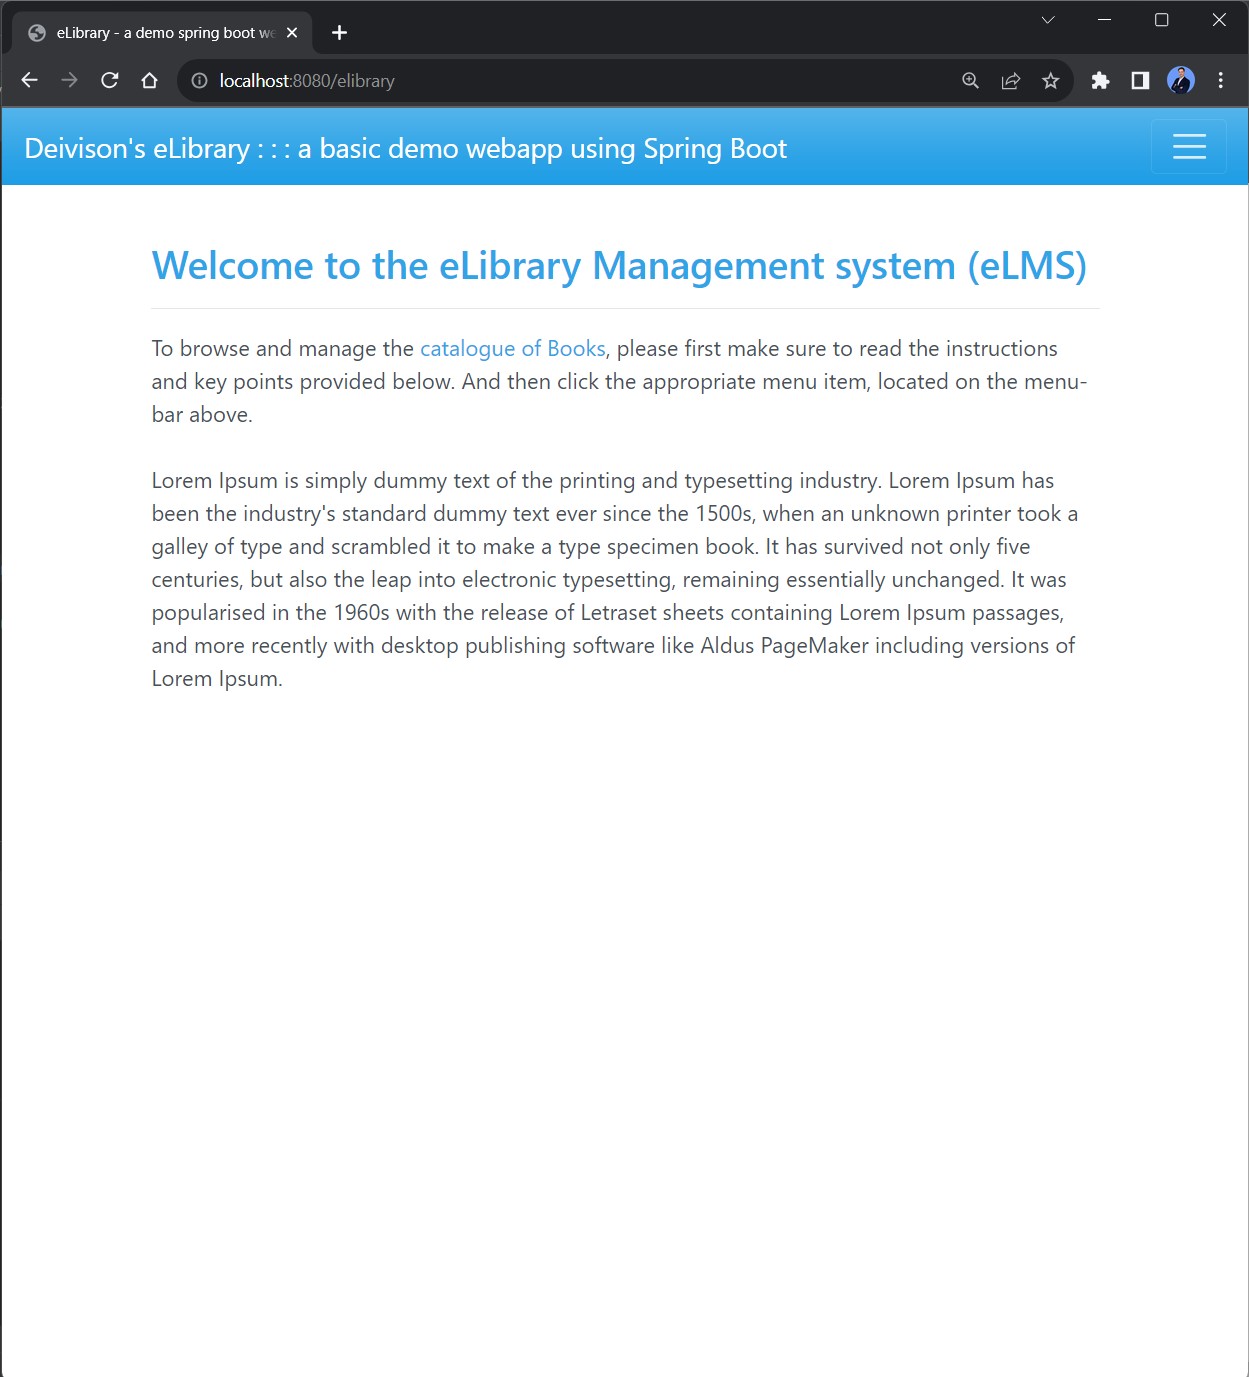 eLibrary - a demo spring boot we
localhost:8080/elibrary
Deivison's eLibrary : : : a basic demo webapp using Spring Boot
Welcome to the eLibrary Management system (eLMS)
To browse and manage the catalogue of Books, please first make sure to read the instructions
and key points provided below. And then click the appropriate menu item, located on the menu-
bar above.
Lorem Ipsum is simply dummy text of the printing and typesetting industry. Lorem Ipsum has
been the industry's standard dummy text ever since the 1500s, when an unknown printer took a
galley of type and scrambled it to make a type specimen book. It has survived not only five
centuries, but also the leap into electronic typesetting, remaining essentially unchanged. It was
popularised in the 1960s with the release of Letraset sheets containing Lorem Ipsum passages,
and more recently with desktop publishing software like Aldus PageMaker including versions of
Lorem Ipsum.